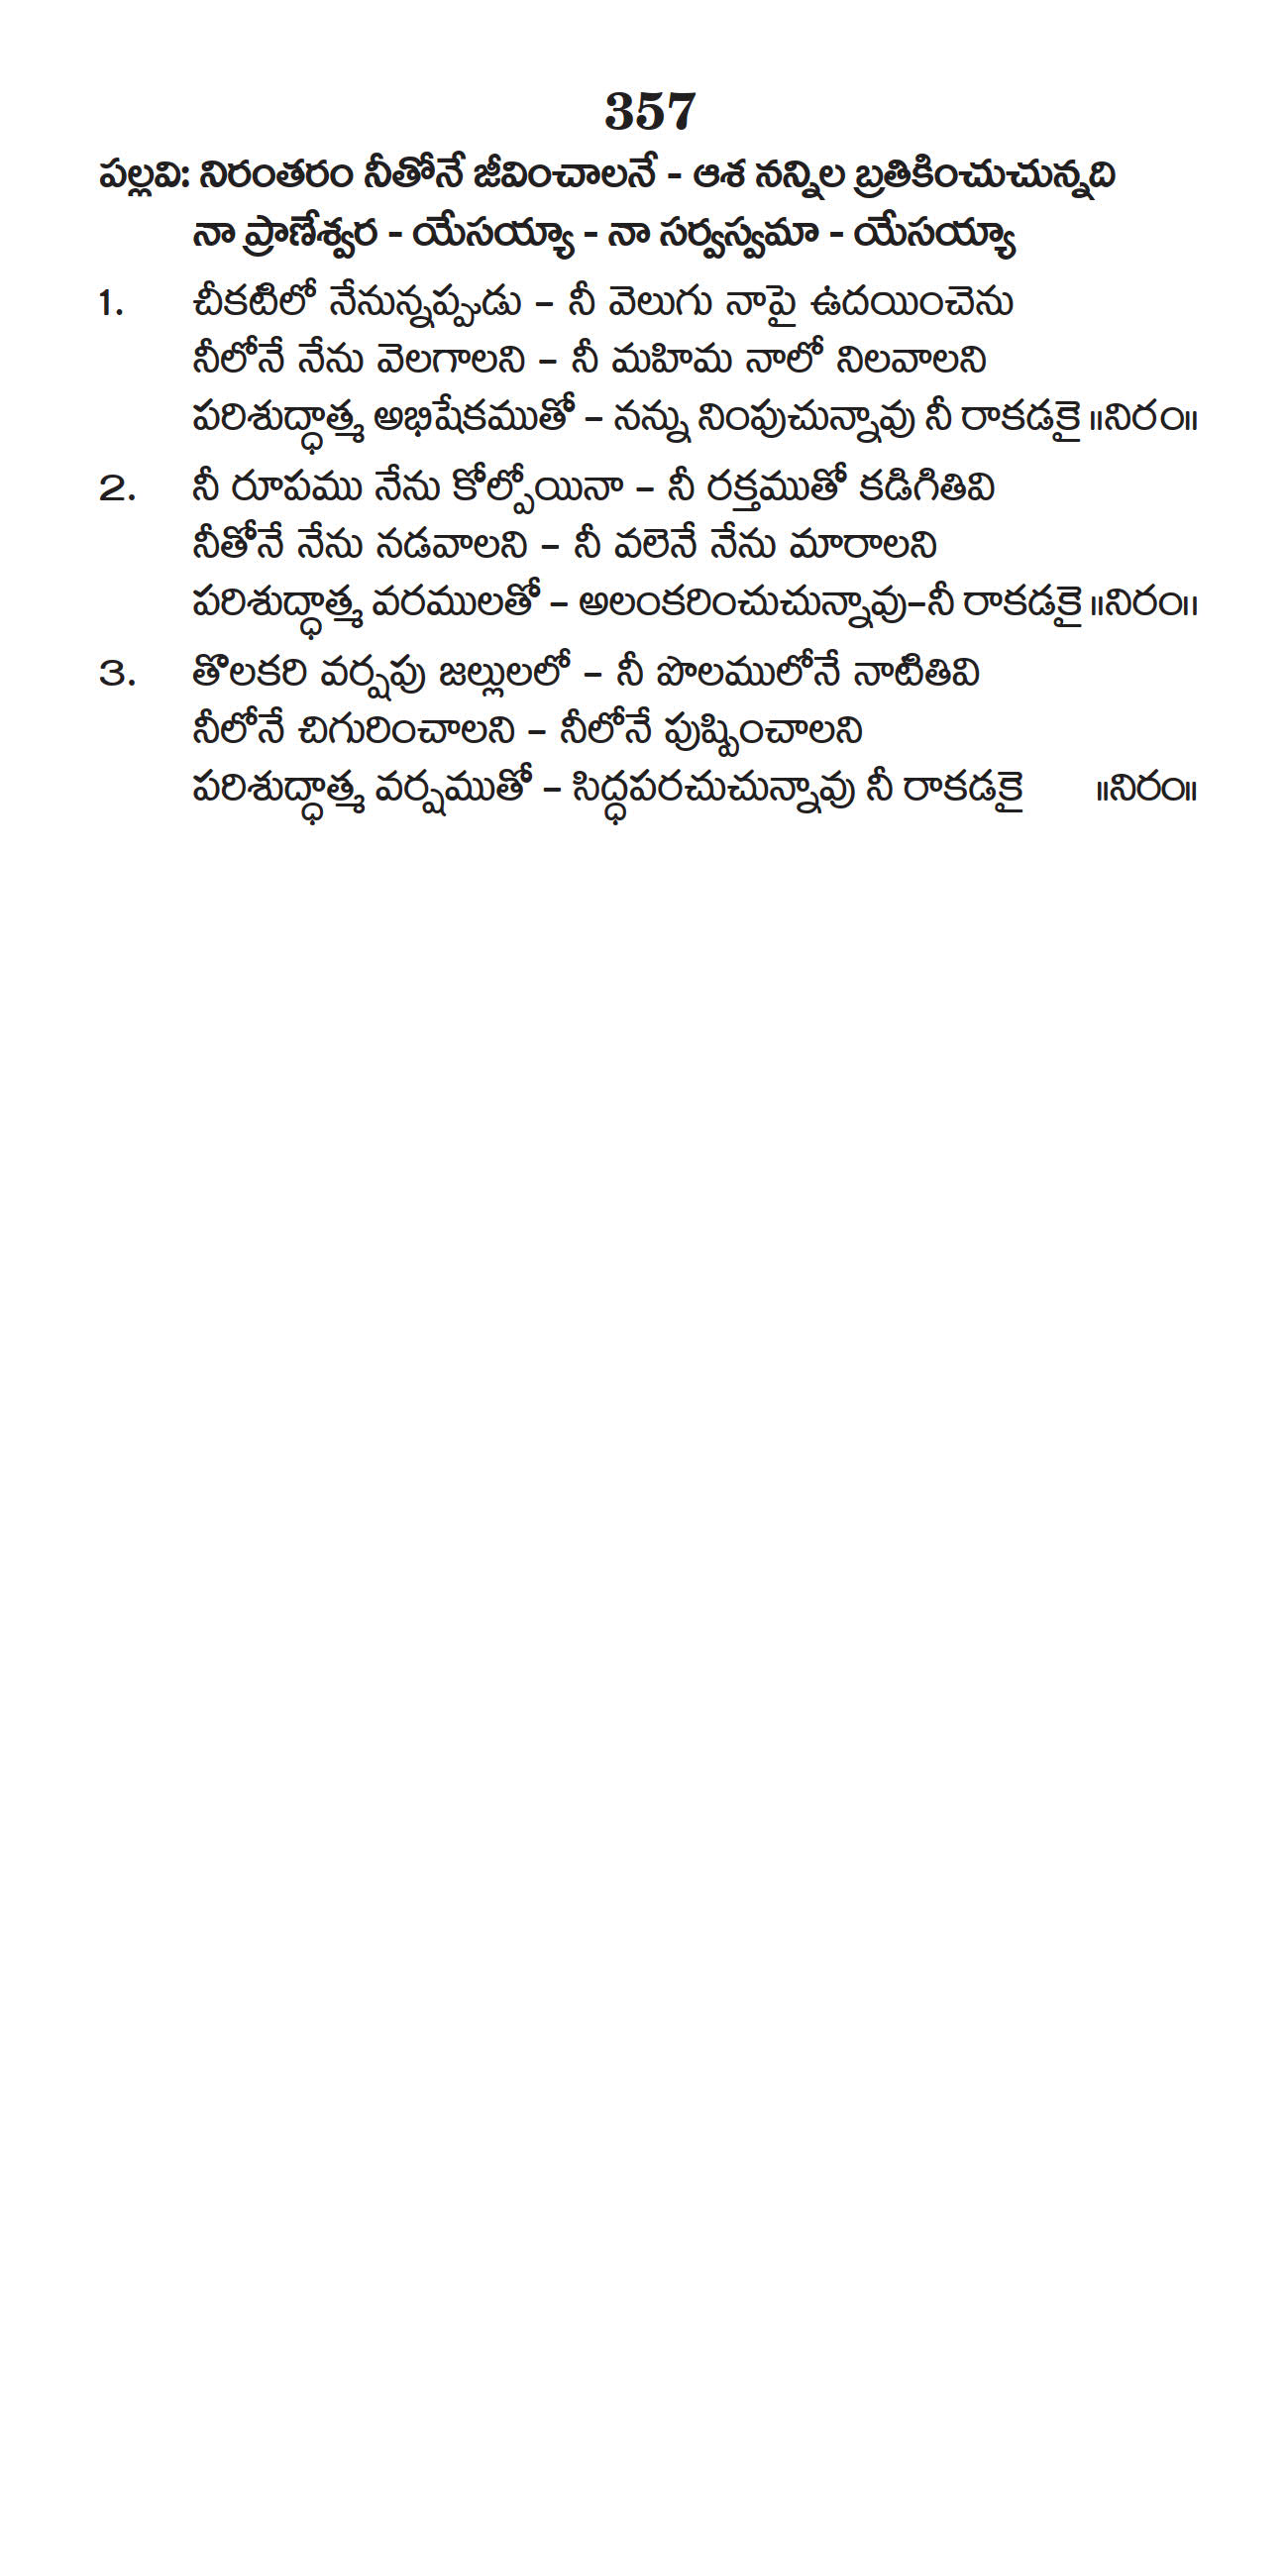 357
పల్లవి: నిరంతరం నీతోనే జీవించాలనే - ఆశ నన్నిల బ్రతికించుచున్నది
నా ప్రాణేశ్వర - యేసయ్యా - నా సర్వస్వమా - యేసయ్యా
1. చీకటిలో నేనున్నప్పుడు – నీ వెలుగు నాపై ఉదయించెను
నీలోనే నేను వెలగాలని – నీ మహిమ నాలో నిలవాలని
పరిశుద్ధాత్మ అభిషేకముతో – నన్ను నింపుచున్నావు నీ రాకడకై ॥నిరం॥
2. నీ రూపము నేను కోల్పోయినా – నీ రక్తముతో కడిగితివి
నీతోనే నేను నడవాలని – నీ వలెనే నేను మారాలని
పరిశుద్ధాత్మ వరములతో – అలంకరించుచున్నావు–నీ రాకడకై ॥నిరం॥
3. తొలకరి వర్షపు జల్లులలో – నీ పొలములోనే నాటితివి
నీలోనే చిగురించాలని – నీలోనే పుష్పించాలని
పరిశుద్ధాత్మ వర్షముతో – సిద్ధపరచుచున్నావు నీ రాకడకై ॥నిరం॥